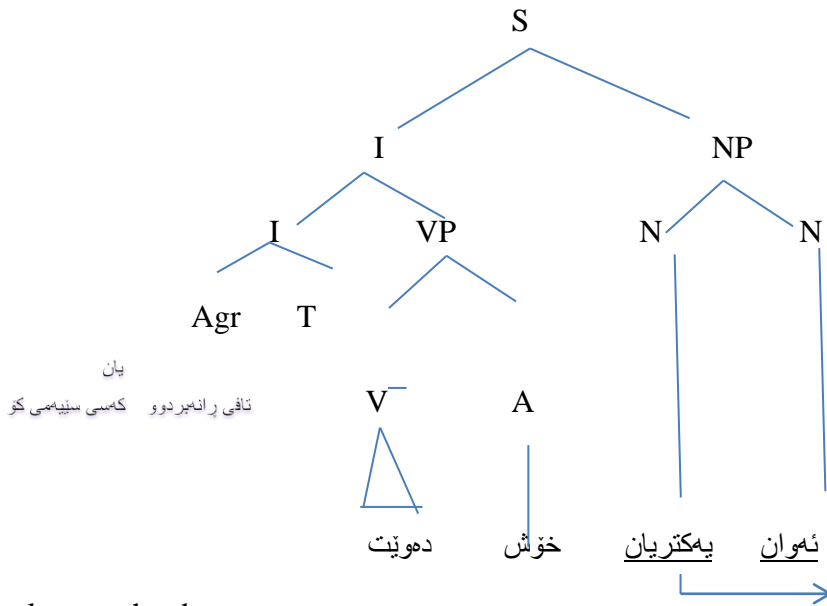 S
I NP
I VP N N
Agr T
یان
تافی ڕانەبردوو کەسی سێیەمی کۆ
V¯ A
ئەوان یەکتریان خۆش دەوێت